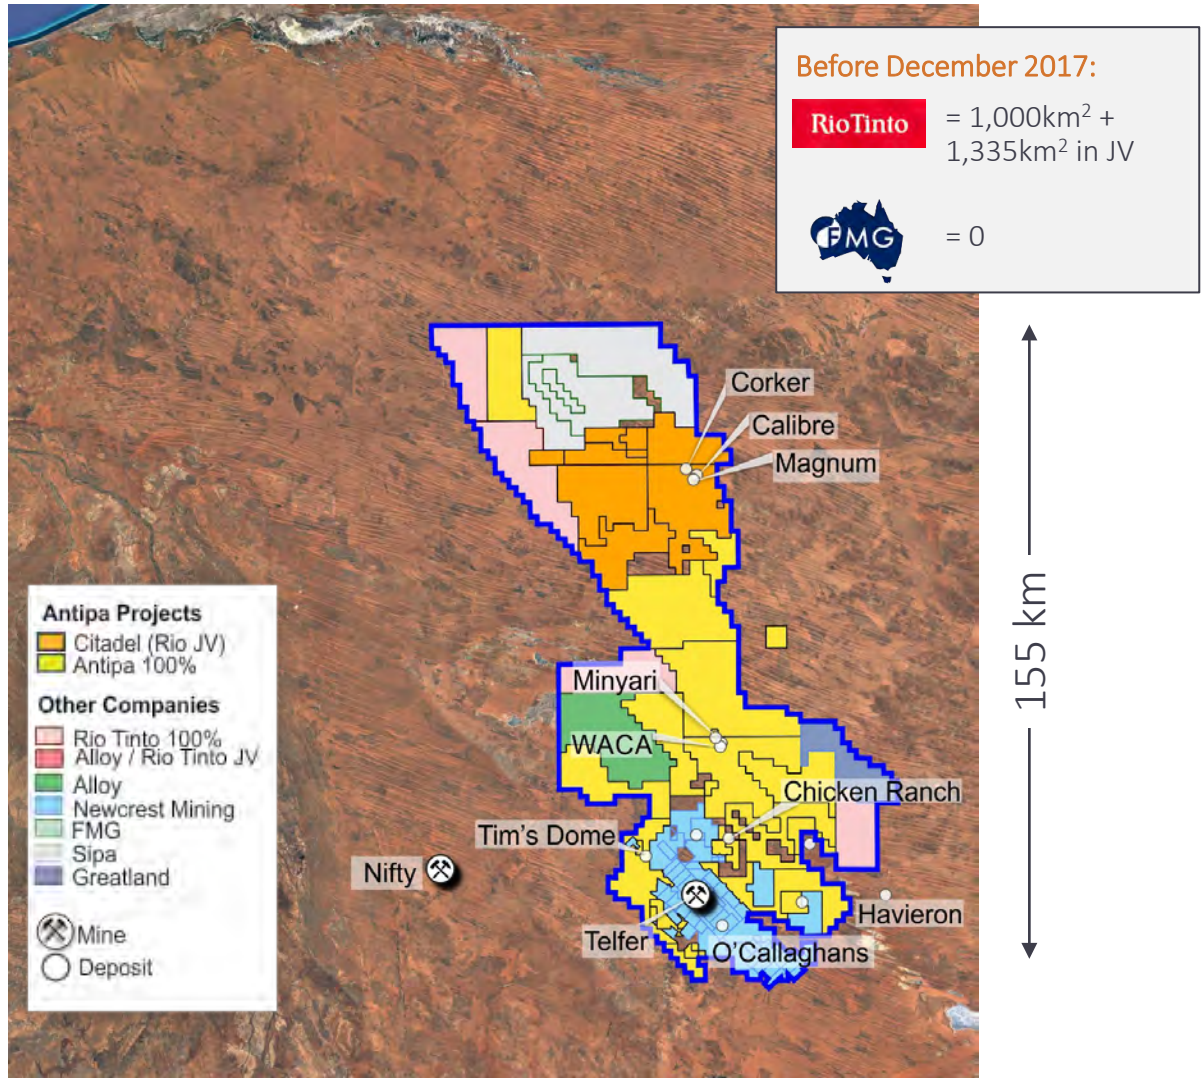 Before December 2017:
RioTinto
= 1,000km² +
1,335km² in JV
FMG
= 0
Corker
Calibre
Magnum
155 km
Antipa Projects
Citadel (Rio JV)
Antipa 100%
Other Companies
Rio Tinto 100%
Alloy / Rio Tinto JV
Alloy
Newcrest Mining
FMG
Sipa
Greatland
Mine
Deposit
Minyari
WACA
Chicken Ranch
Tim's Dome
Nifty
Havieron
Telfer
O'Callaghans